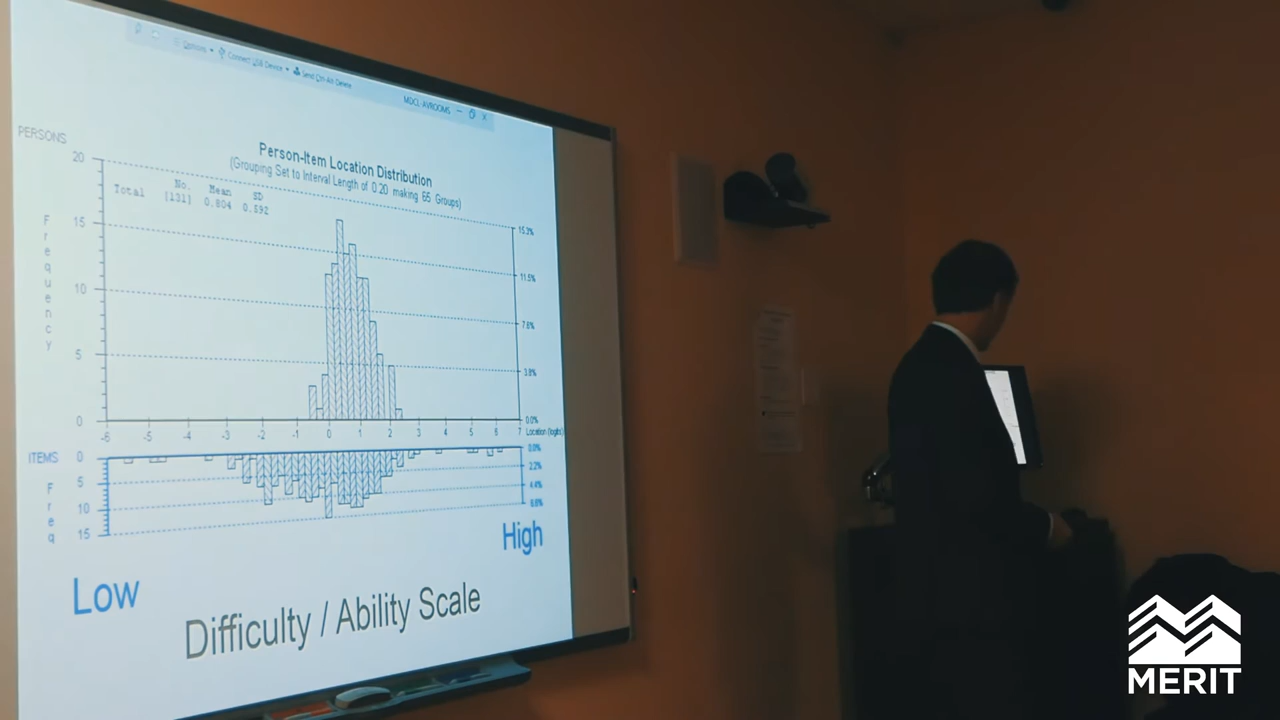 Options
Connect USB Device
Send Ctrl-Alt-Delete
MDCL-AVROOMS
PERSONS
Person-Item Location Distribution
(Grouping Set to Interval Length of 0.20 making 65 Groups)
No. Mean SD
Total [131] 0.804 0.592
Frequency
20
15
10
5
0
15.3%
11.5%
7.6%
3.8%
0.0%
-6 -5 -4 -3 -2 -1 0 1 2 3 4 5 6 7
Location (logits)
ITEMS
Freq
0
5
10
15
0.0%
2.2%
4.4%
6.6%
Low
High
Difficulty / Ability Scale
MERIT